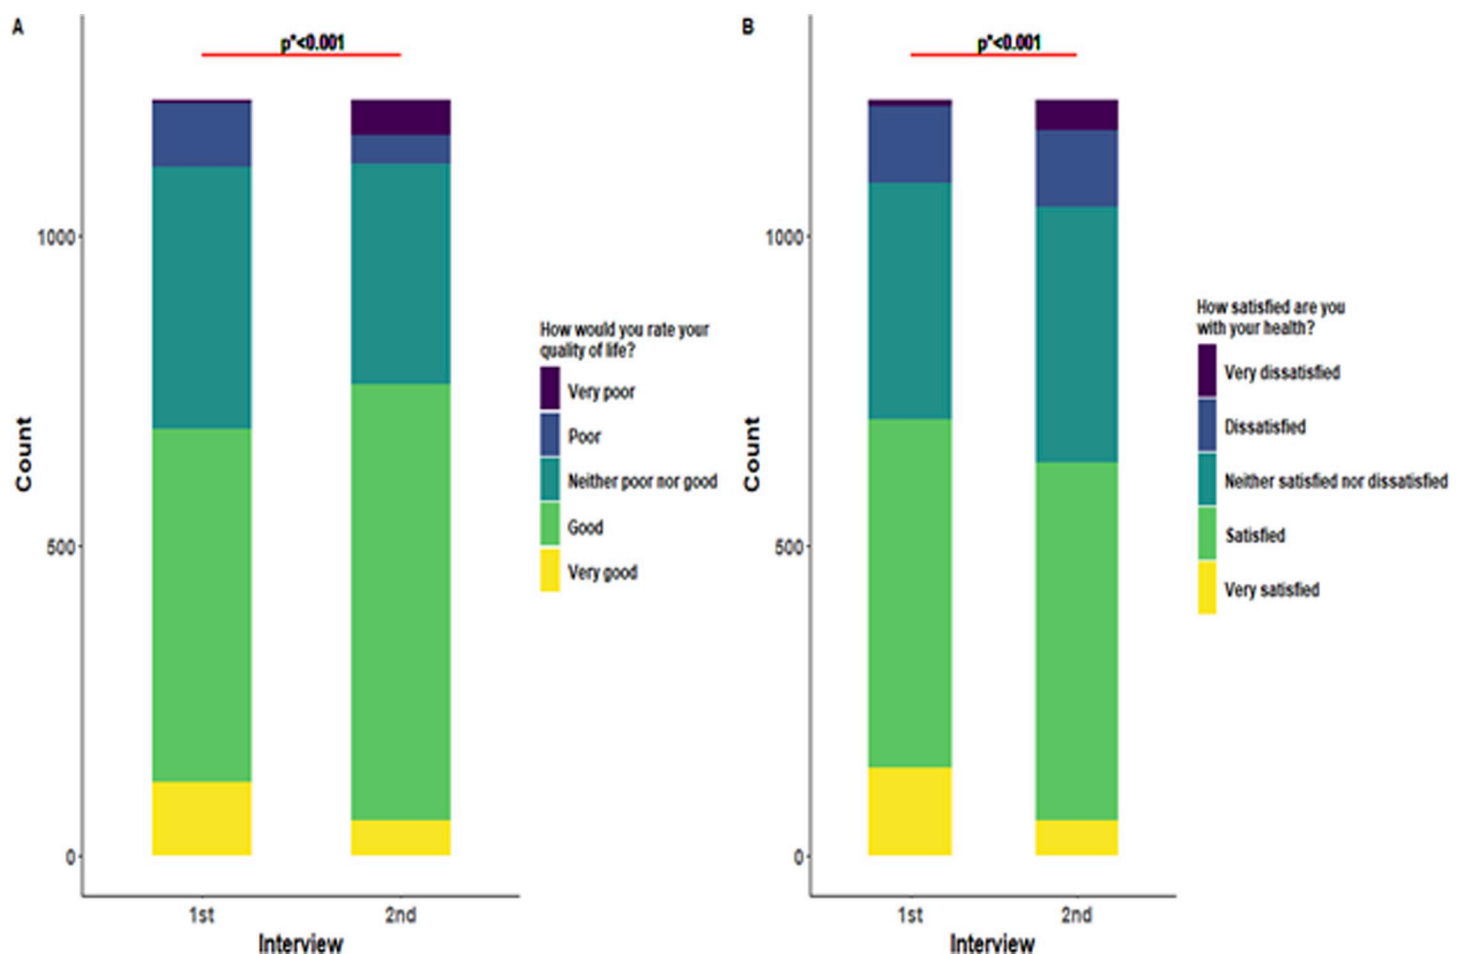 A
p*<0.001
1000
500
0
Count
1st
2nd
Interview
How would you rate your
quality of life?
Very poor
Poor
Neither poor nor good
Good
Very good
B
p*<0.001
1000
500
0
Count
1st
2nd
Interview
How satisfied are you
with your health?
Very dissatisfied
Dissatisfied
Neither satisfied nor dissatisfied
Satisfied
Very satisfied